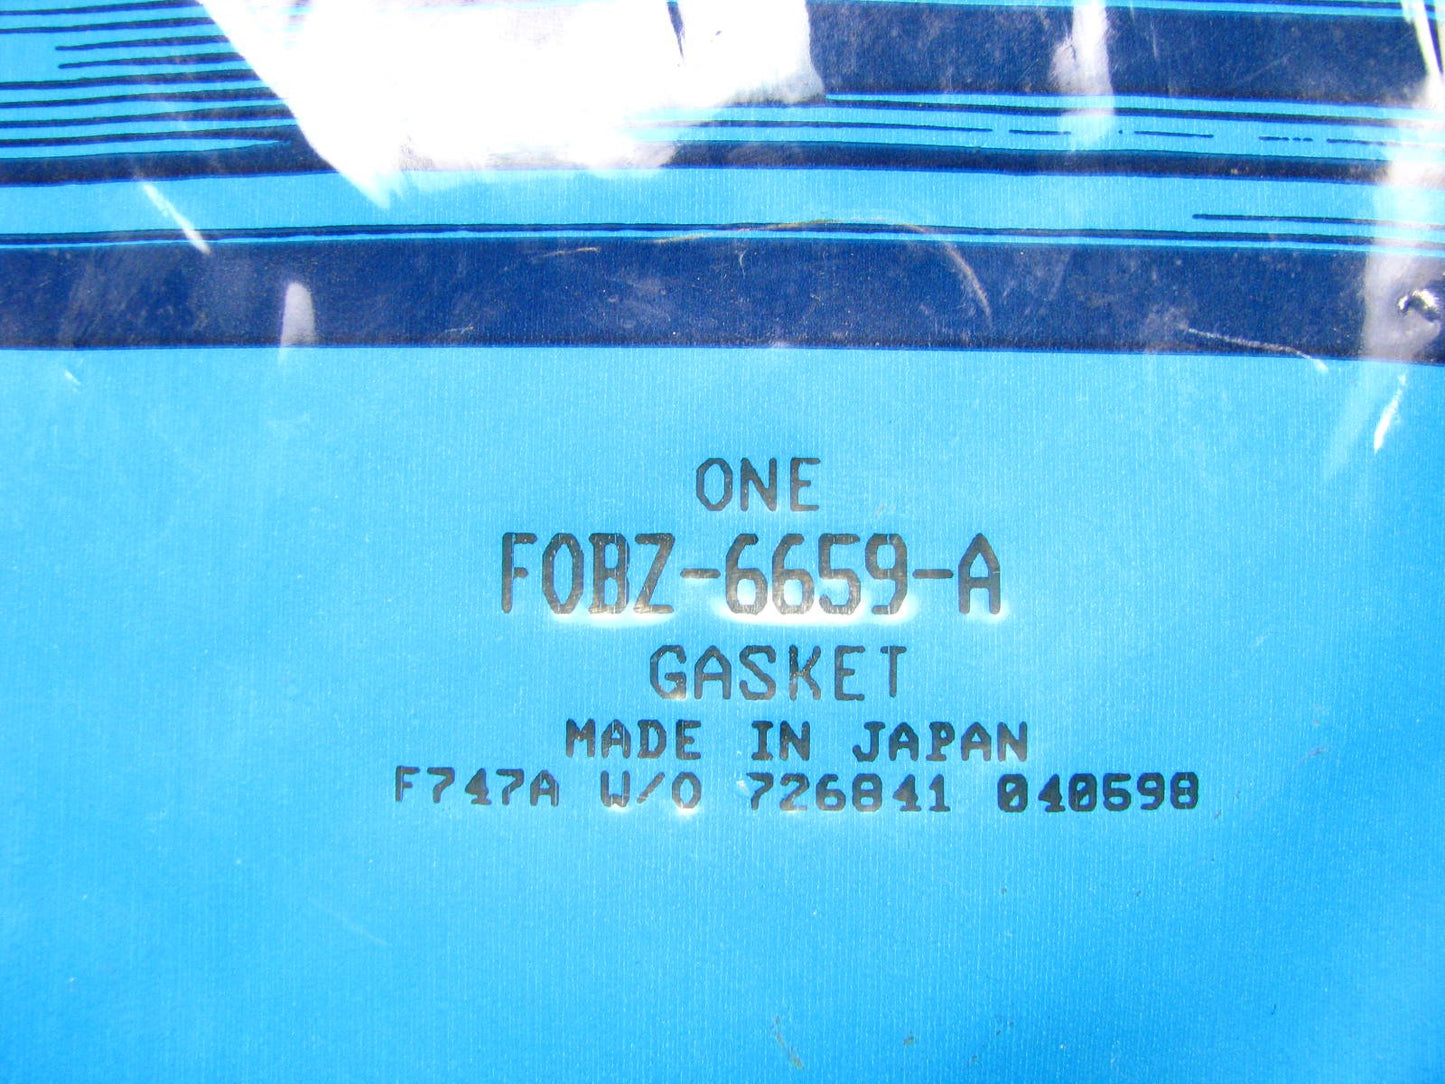 ONE
F0BZ-6659-A
GASKET
MADE IN JAPAN
F747A W/O 726841 040598